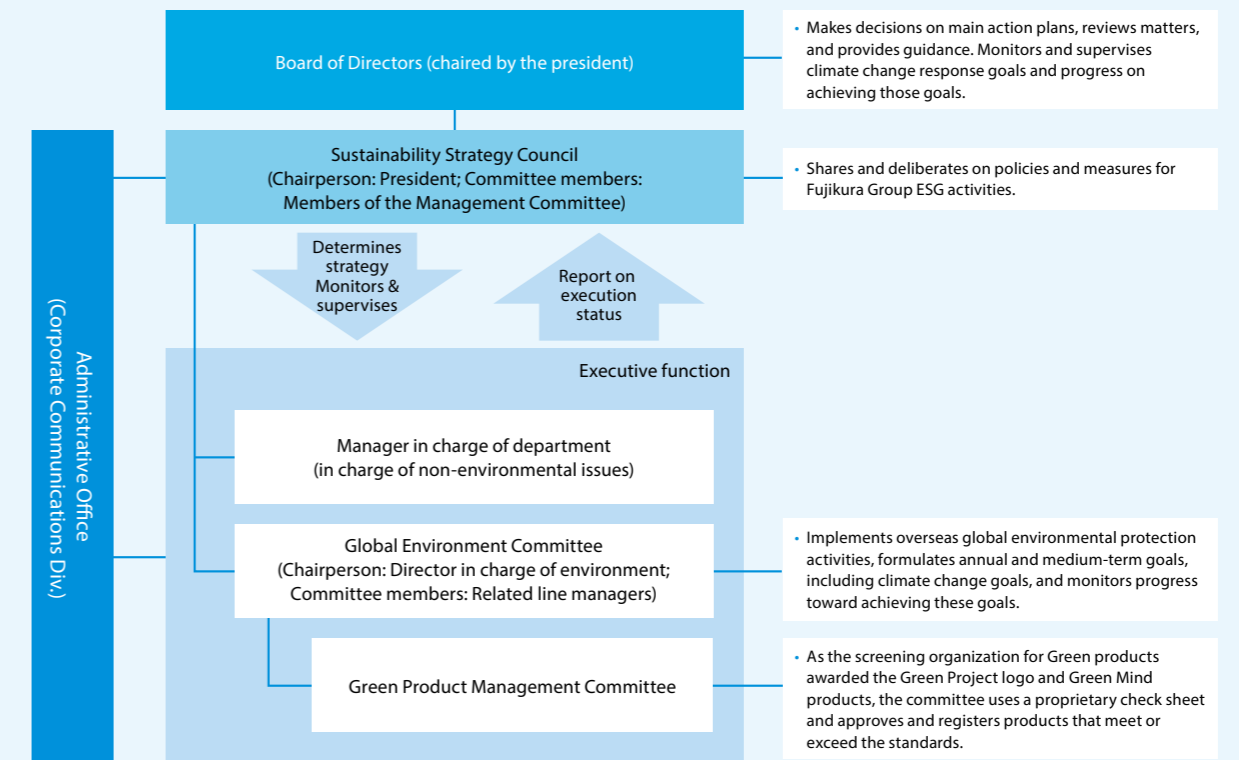 Board of Directors (chaired by the president)
• Makes decisions on main action plans, reviews matters,
and provides guidance. Monitors and supervises
climate change response goals and progress on
achieving those goals.
Sustainability Strategy Council
(Chairperson: President; Committee members:
Members of the Management Committee)
• Shares and deliberates on policies and measures for
Fujikura Group ESG activities.
Determines
strategy
Monitors &
supervises
Report on
execution
status
Administrative Office
(Corporate Communications Div.)
Executive function
Manager in charge of department
(in charge of non-environmental issues)
Global Environment Committee
(Chairperson: Director in charge of environment;
Committee members: Related line managers)
• Implements overseas global environmental protection
activities, formulates annual and medium-term goals,
including climate change goals, and monitors progress
toward achieving these goals.
Green Product Management Committee
• As the screening organization for Green products
awarded the Green Project logo and Green Mind
products, the committee uses a proprietary check sheet
and approves and registers products that meet or
exceed the standards.